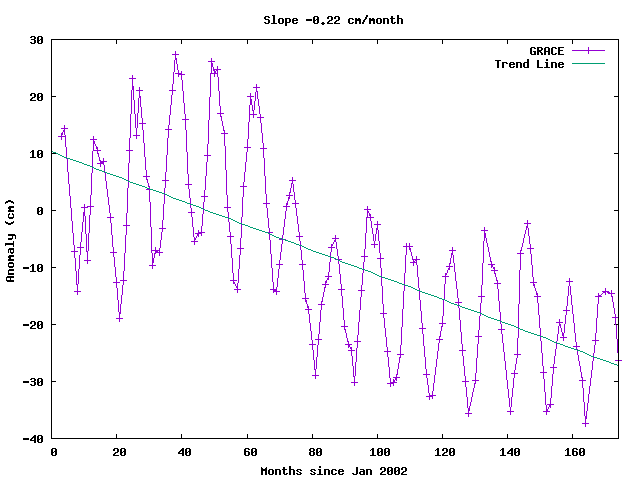 Slope -0.22 cm/month
30
20
10
0
-10
-20
-30
-40
Anomaly (cm)
GRACE
Trend Line
0 20 40 60 80 100 120 140 160
Months since Jan 2002